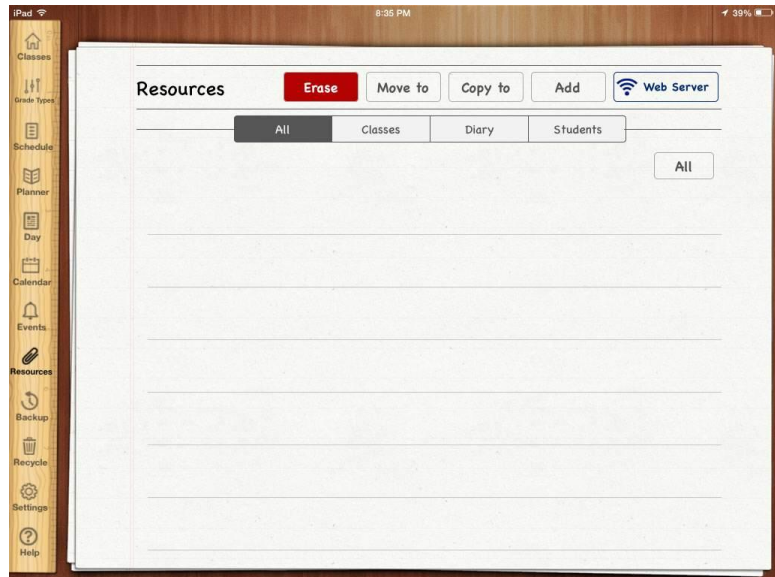 iPad 8:35 PM 39%
Classes
Grade Types
Schedule
Planner
Day
Calendar
Events
Resources
Backup
Recycle
Settings
Help
Resources Erase Move to Copy to Add Web Server
All Classes Diary Students
All